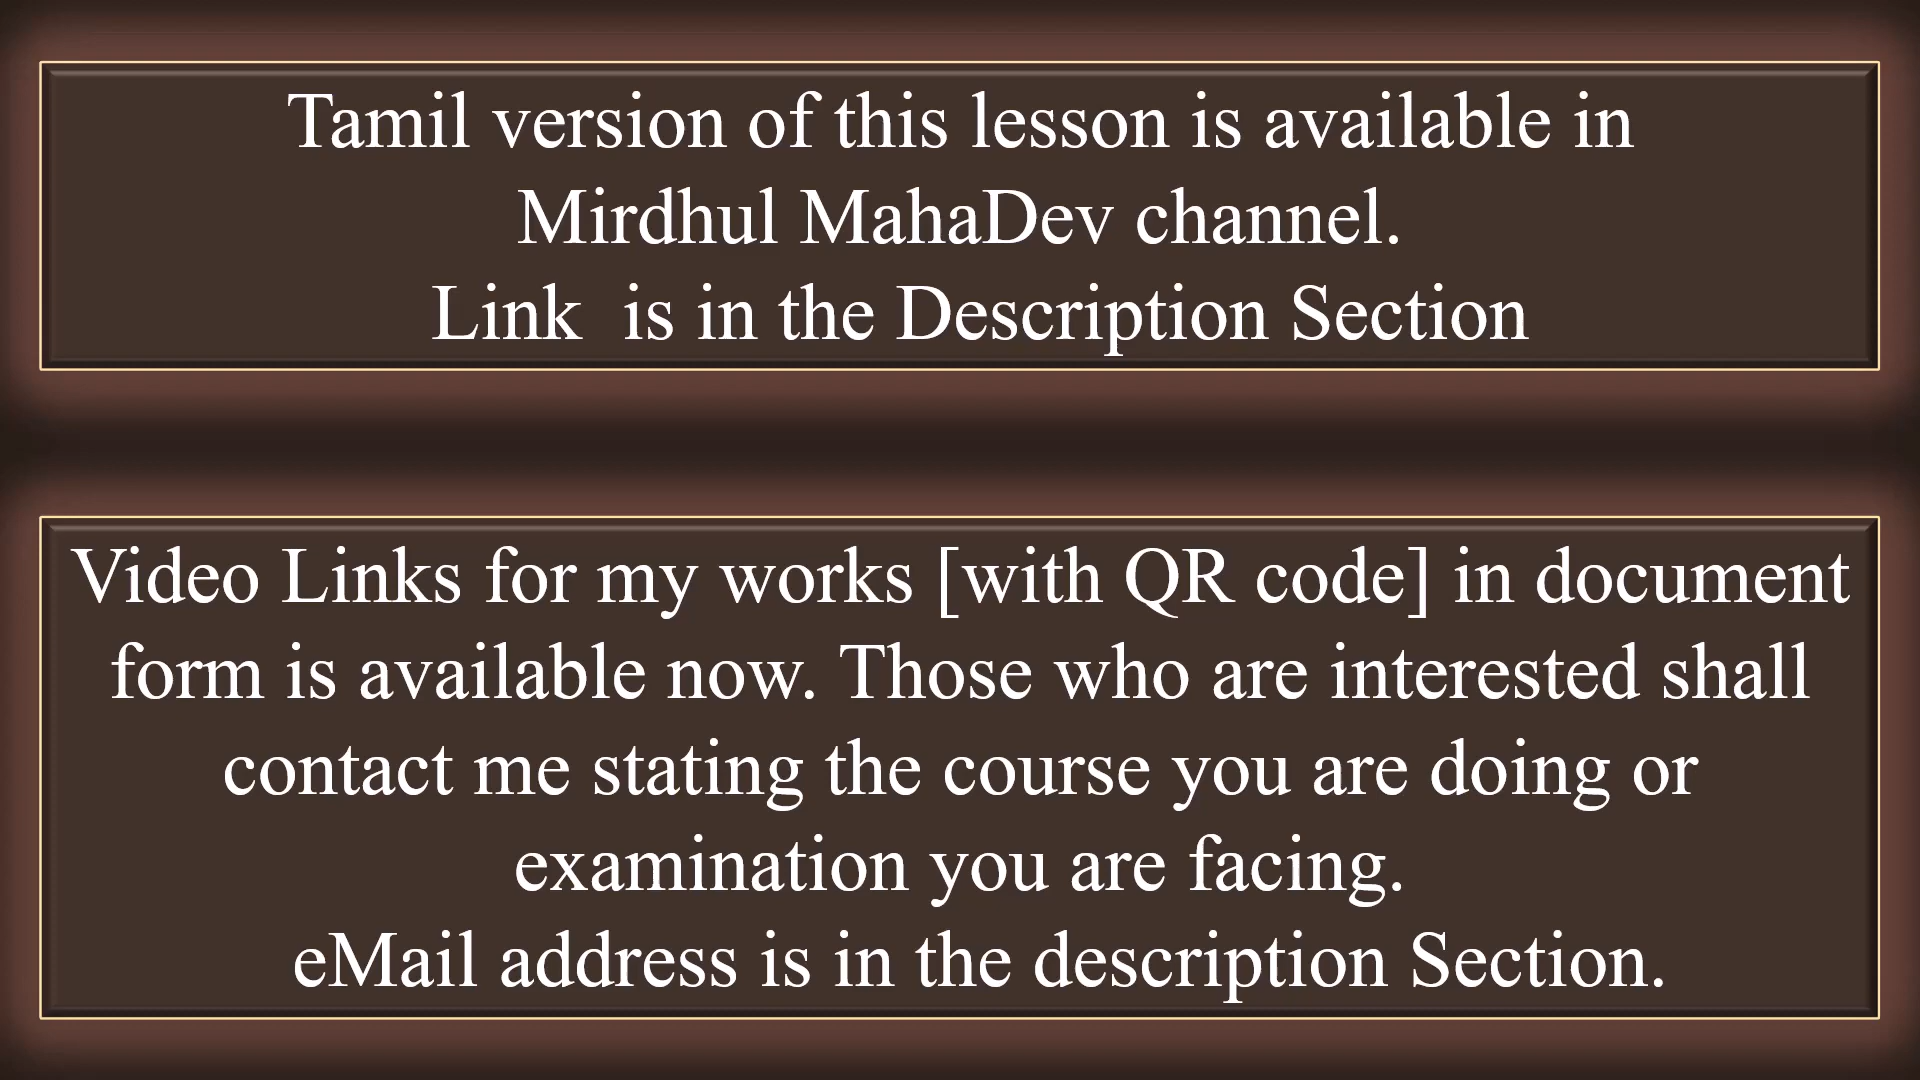 Tamil version of this lesson is available in
Mirdhul MahaDev channel.
Link  is in the Description Section
Video Links for my works [with QR code] in document
form is available now. Those who are interested shall
contact me stating the course you are doing or
examination you are facing.
eMail address is in the description Section.